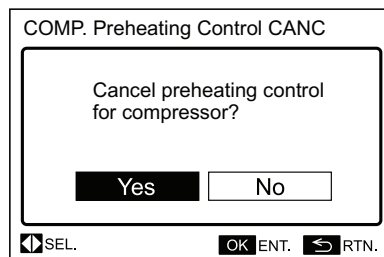 COMP. Preheating Control CANC
Cancel preheating control
for compressor?
Yes No
SEL. OK ENT. RTN.